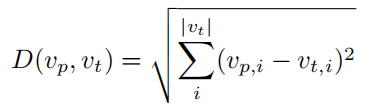 D(v_p, v_t) = \sqrt{\sum_{i}^{|v_t|} (v_{p,i} - v_{t,i})^2}